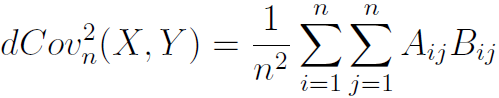 $dCov_n^2(X,Y) = \frac{1}{n^2} \sum_{i=1}^{n} \sum_{j=1}^{n} A_{ij} B_{ij}$